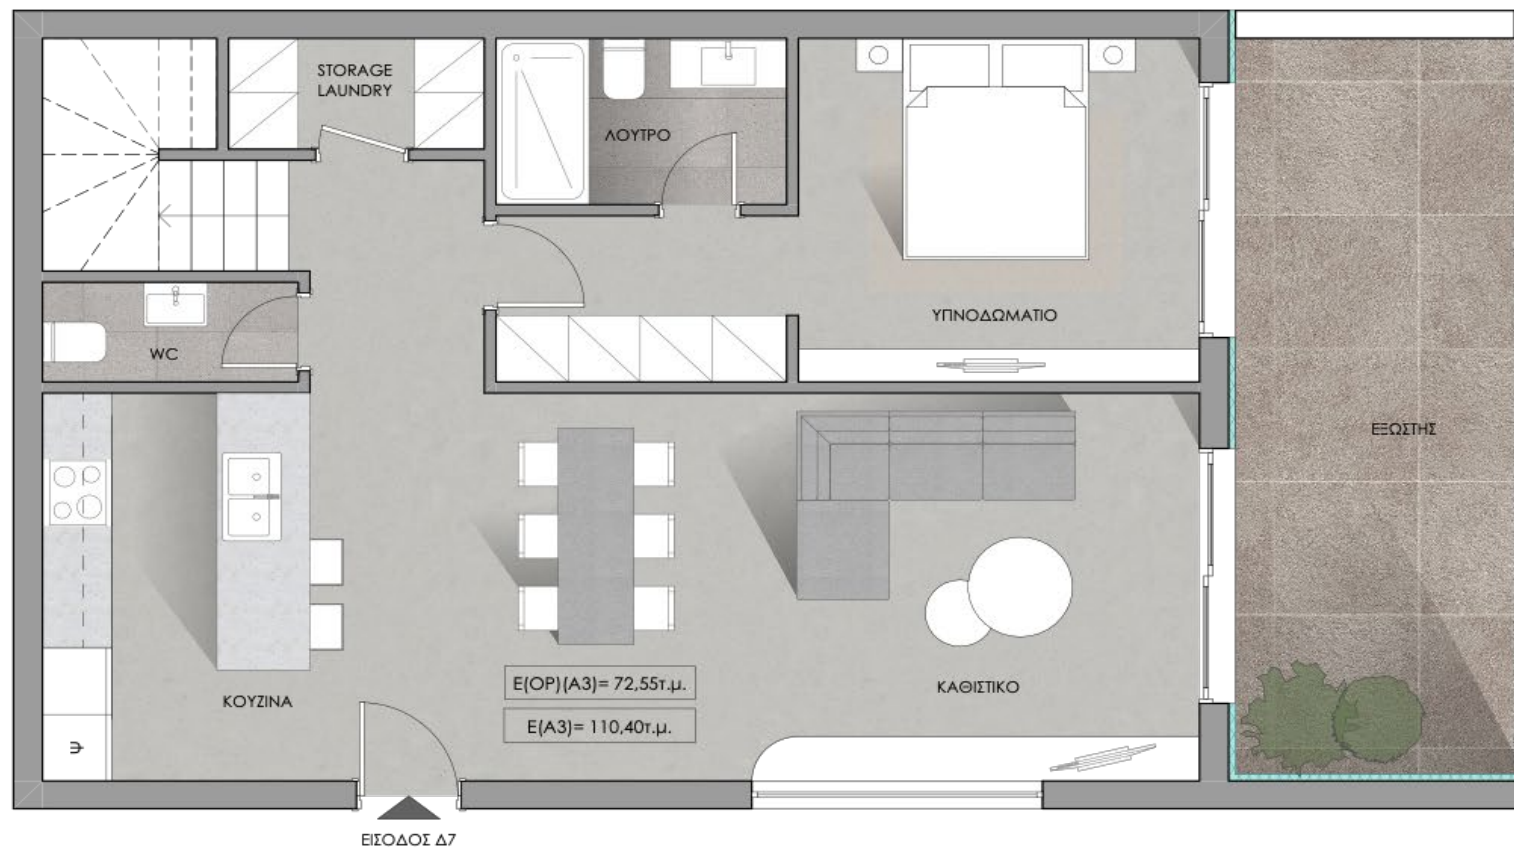 STORAGE
LAUNDRY
ΛΟΥΤΡΟ
ΥΠΝΟΔΩΜΑΤΙΟ
WC
ΕΞΩΣΤΗΣ
Ε(ΟΡ)(Α3)= 72,55τ.μ.
ΚΑΘΙΣΤΙΚΟ
ΚΟΥΖΙΝΑ
Ε(Α3)= 110,40τ.μ.
Ψ
ΕΙΣΟΔΟΣ Δ7